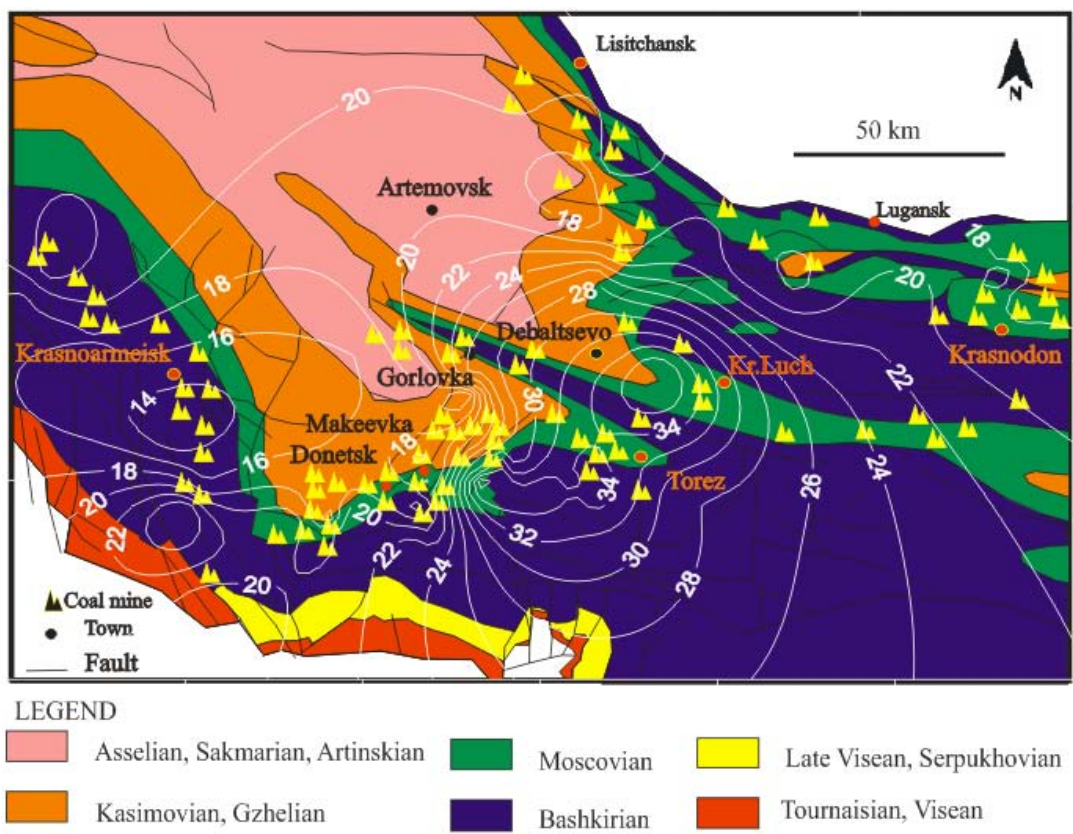 Lisitchansk
N
20
50 km
Artemovsk
Lugansk
18
20
18
22
24
20
18
28
16
Debaltsevo
Krasnoarmeisk
Kr.Luch
Krasnodon
Gorlovka
22
14
30
Makeevka
34
Donetsk
18
16
18
34
Torez
24
26
20
20
22
32
22
30
24
28
20
Coal mine
Town
Fault
LEGEND
Asselian, Sakmarian, Artinskian
Moscovian
Late Visean, Serpukhovian
Kasimovian, Gzhelian
Bashkirian
Tournaisian, Visean